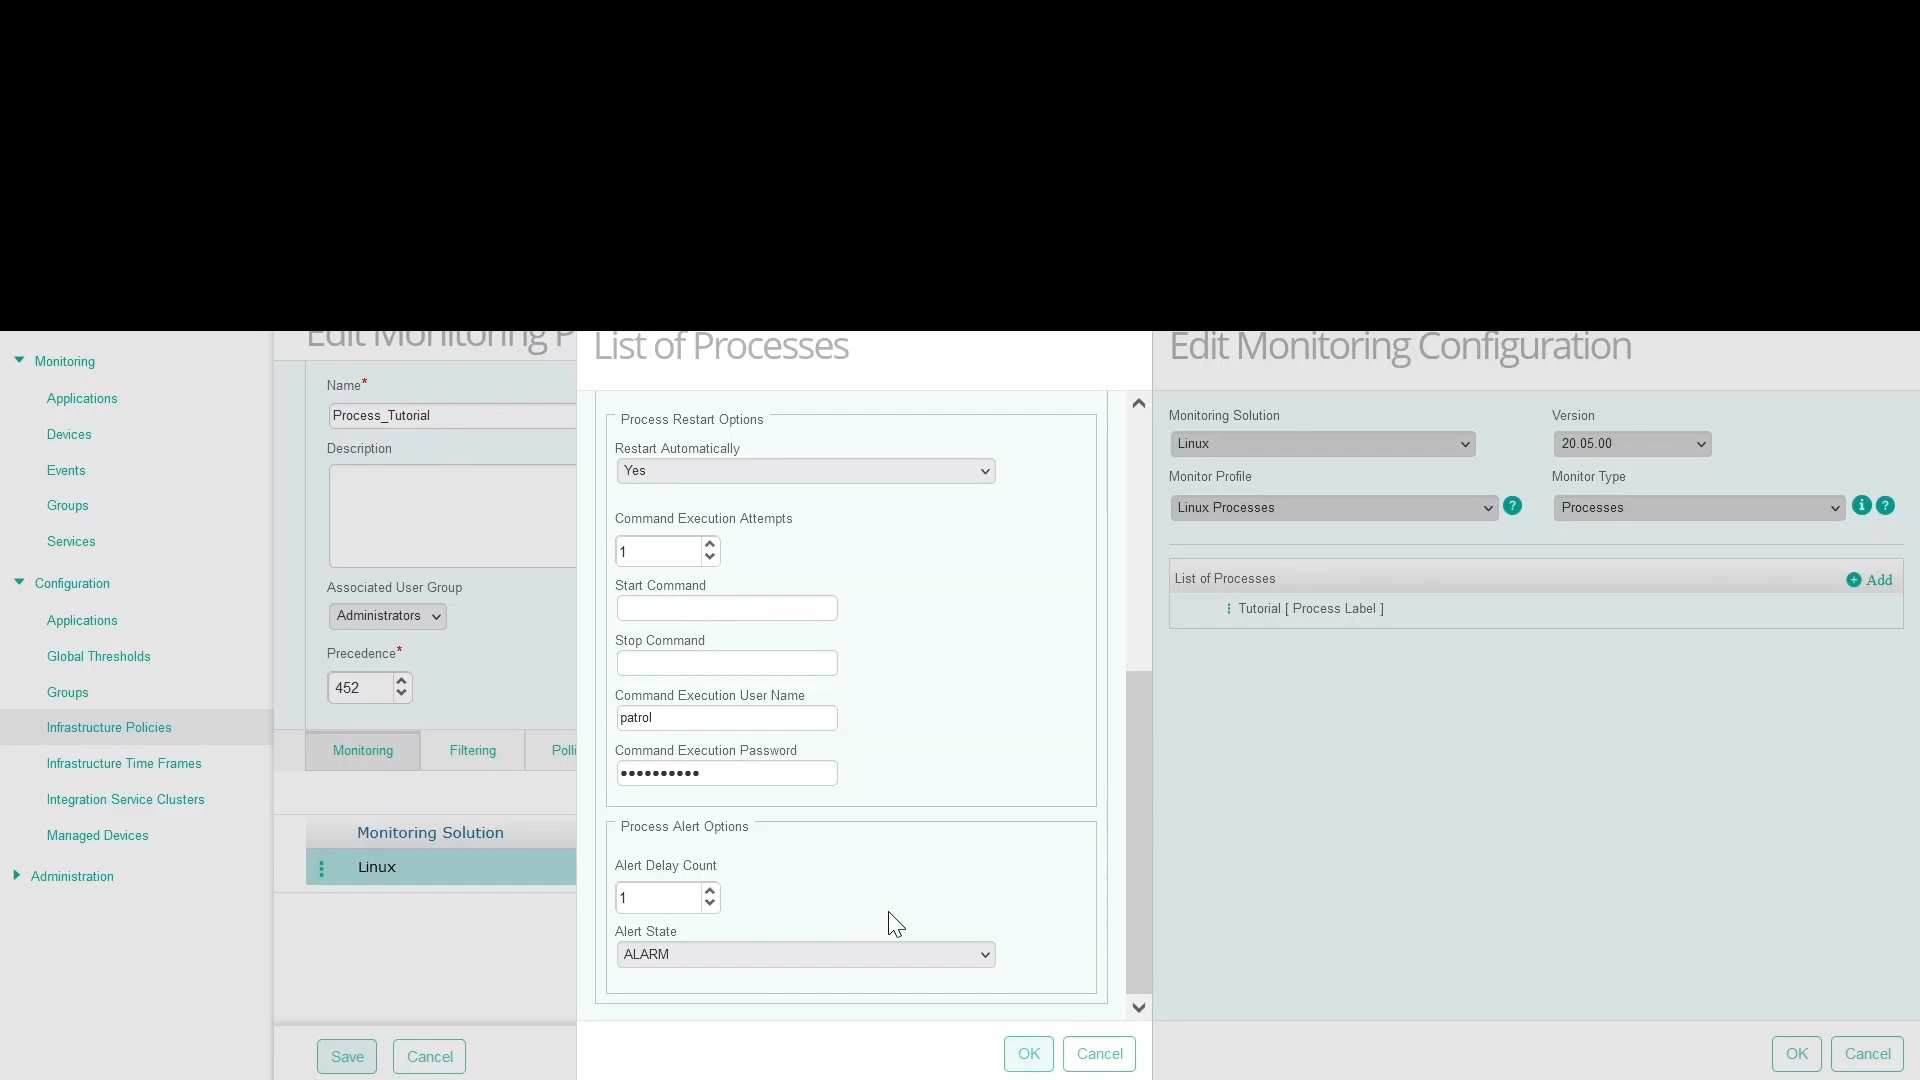 Monitoring
Applications
Devices
Events
Groups
Services
Configuration
Applications
Global Thresholds
Groups
Infrastructure Policies
Infrastructure Time Frames
Integration Service Clusters
Managed Devices
Administration
Edit Monitoring P
Name*
Process_Tutorial
Description
Associated User Group
Administrators
Precedence*
452
Monitoring
Filtering
Polli
Monitoring Solution
Linux
Save
Cancel
List of Processes
Process Restart Options
Restart Automatically
Yes
Command Execution Attempts
1
Start Command
Stop Command
Command Execution User Name
patrol
Command Execution Password
••••••••••
Process Alert Options
Alert Delay Count
1
Alert State
ALARM
OK
Cancel
Edit Monitoring Configuration
Monitoring Solution
Version
Linux
20.05.00
Monitor Profile
Monitor Type
Linux Processes
?
Processes
i
?
List of Processes
Add
Tutorial [ Process Label ]
OK
Cancel